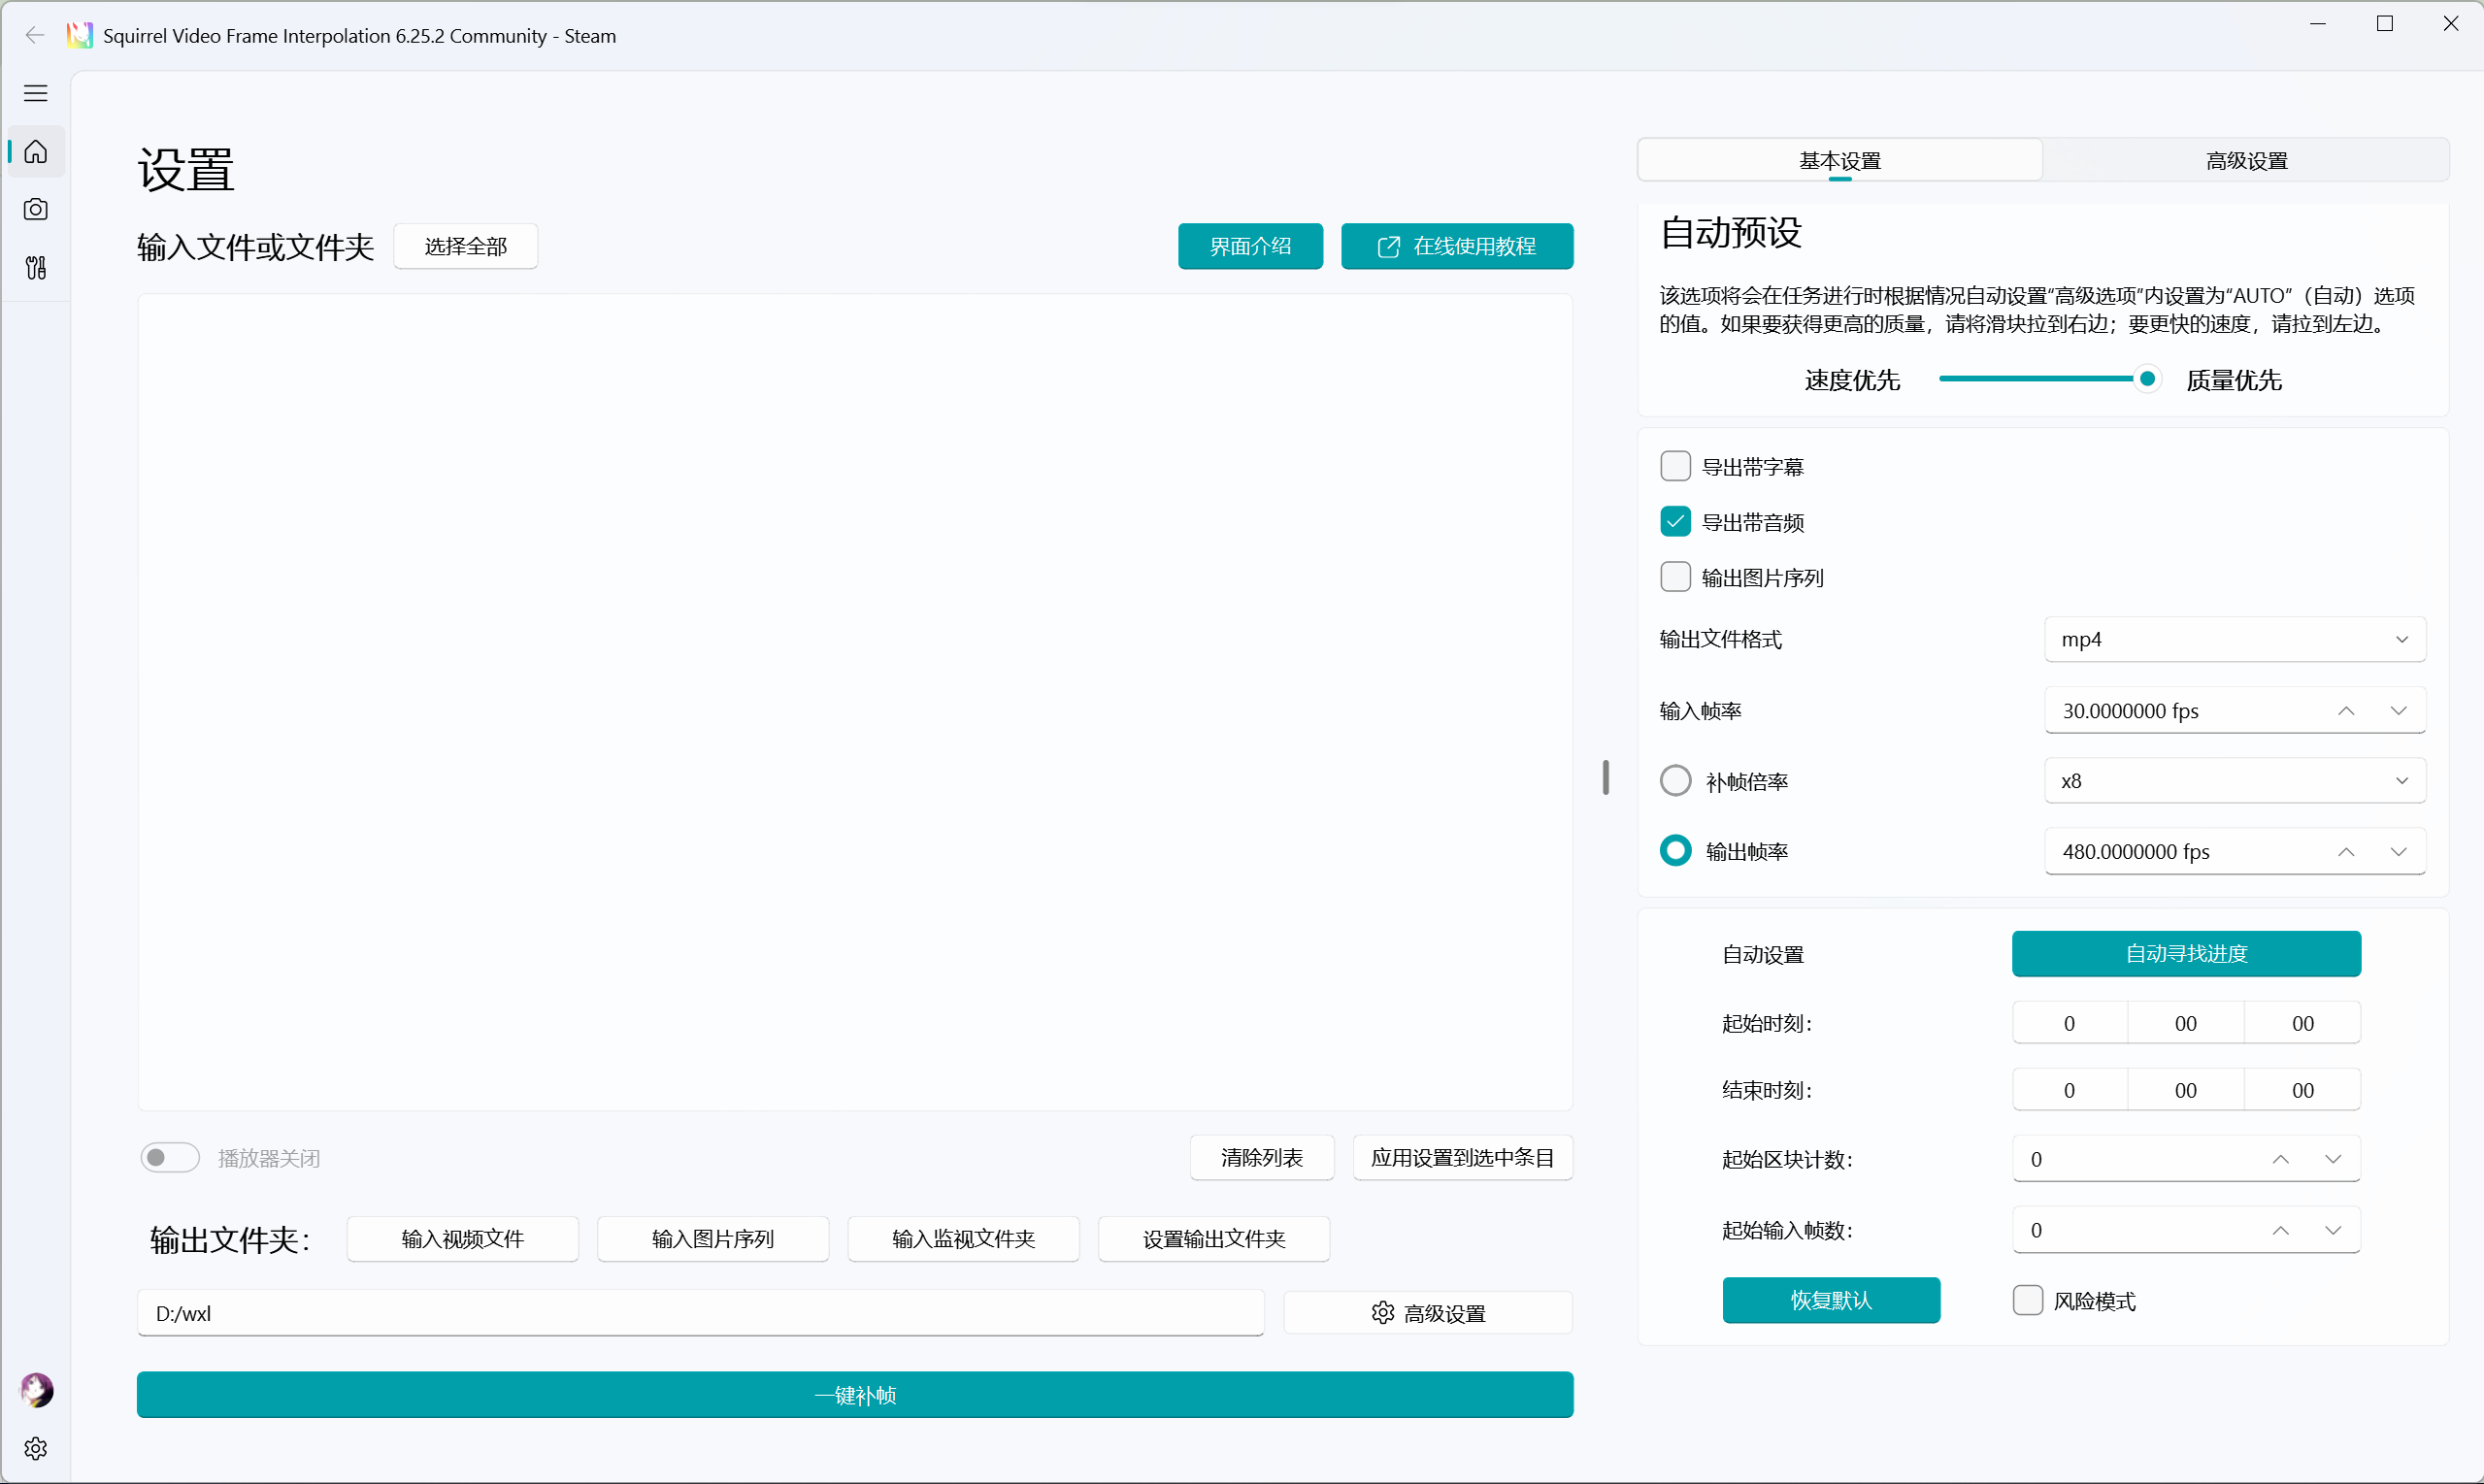 Squirrel Video Frame Interpolation 6.25.2 Community - Steam
设置
输入文件或文件夹
选择全部
界面介绍
在线使用教程
播放器关闭
清除列表
应用设置到选中条目
输出文件夹：
输入视频文件
输入图片序列
输入监视文件夹
设置输出文件夹
D:/wxl
高级设置
一键补帧
基本设置
高级设置
自动预设
该选项将会在任务进行时根据情况自动设置“高级选项”内设置为“AUTO”（自动）选项
的值。如果要获得更高的质量，请将滑块拉到右边；要更快的速度，请拉到左边。
速度优先
质量优先
导出带字幕
导出带音频
输出图片序列
输出文件格式
mp4
输入帧率
30.0000000 fps
补帧倍率
x8
输出帧率
480.0000000 fps
自动设置
自动寻找进度
起始时刻：
0 00 00
结束时刻：
0 00 00
起始区块计数：
0
起始输入帧数：
0
恢复默认
风险模式